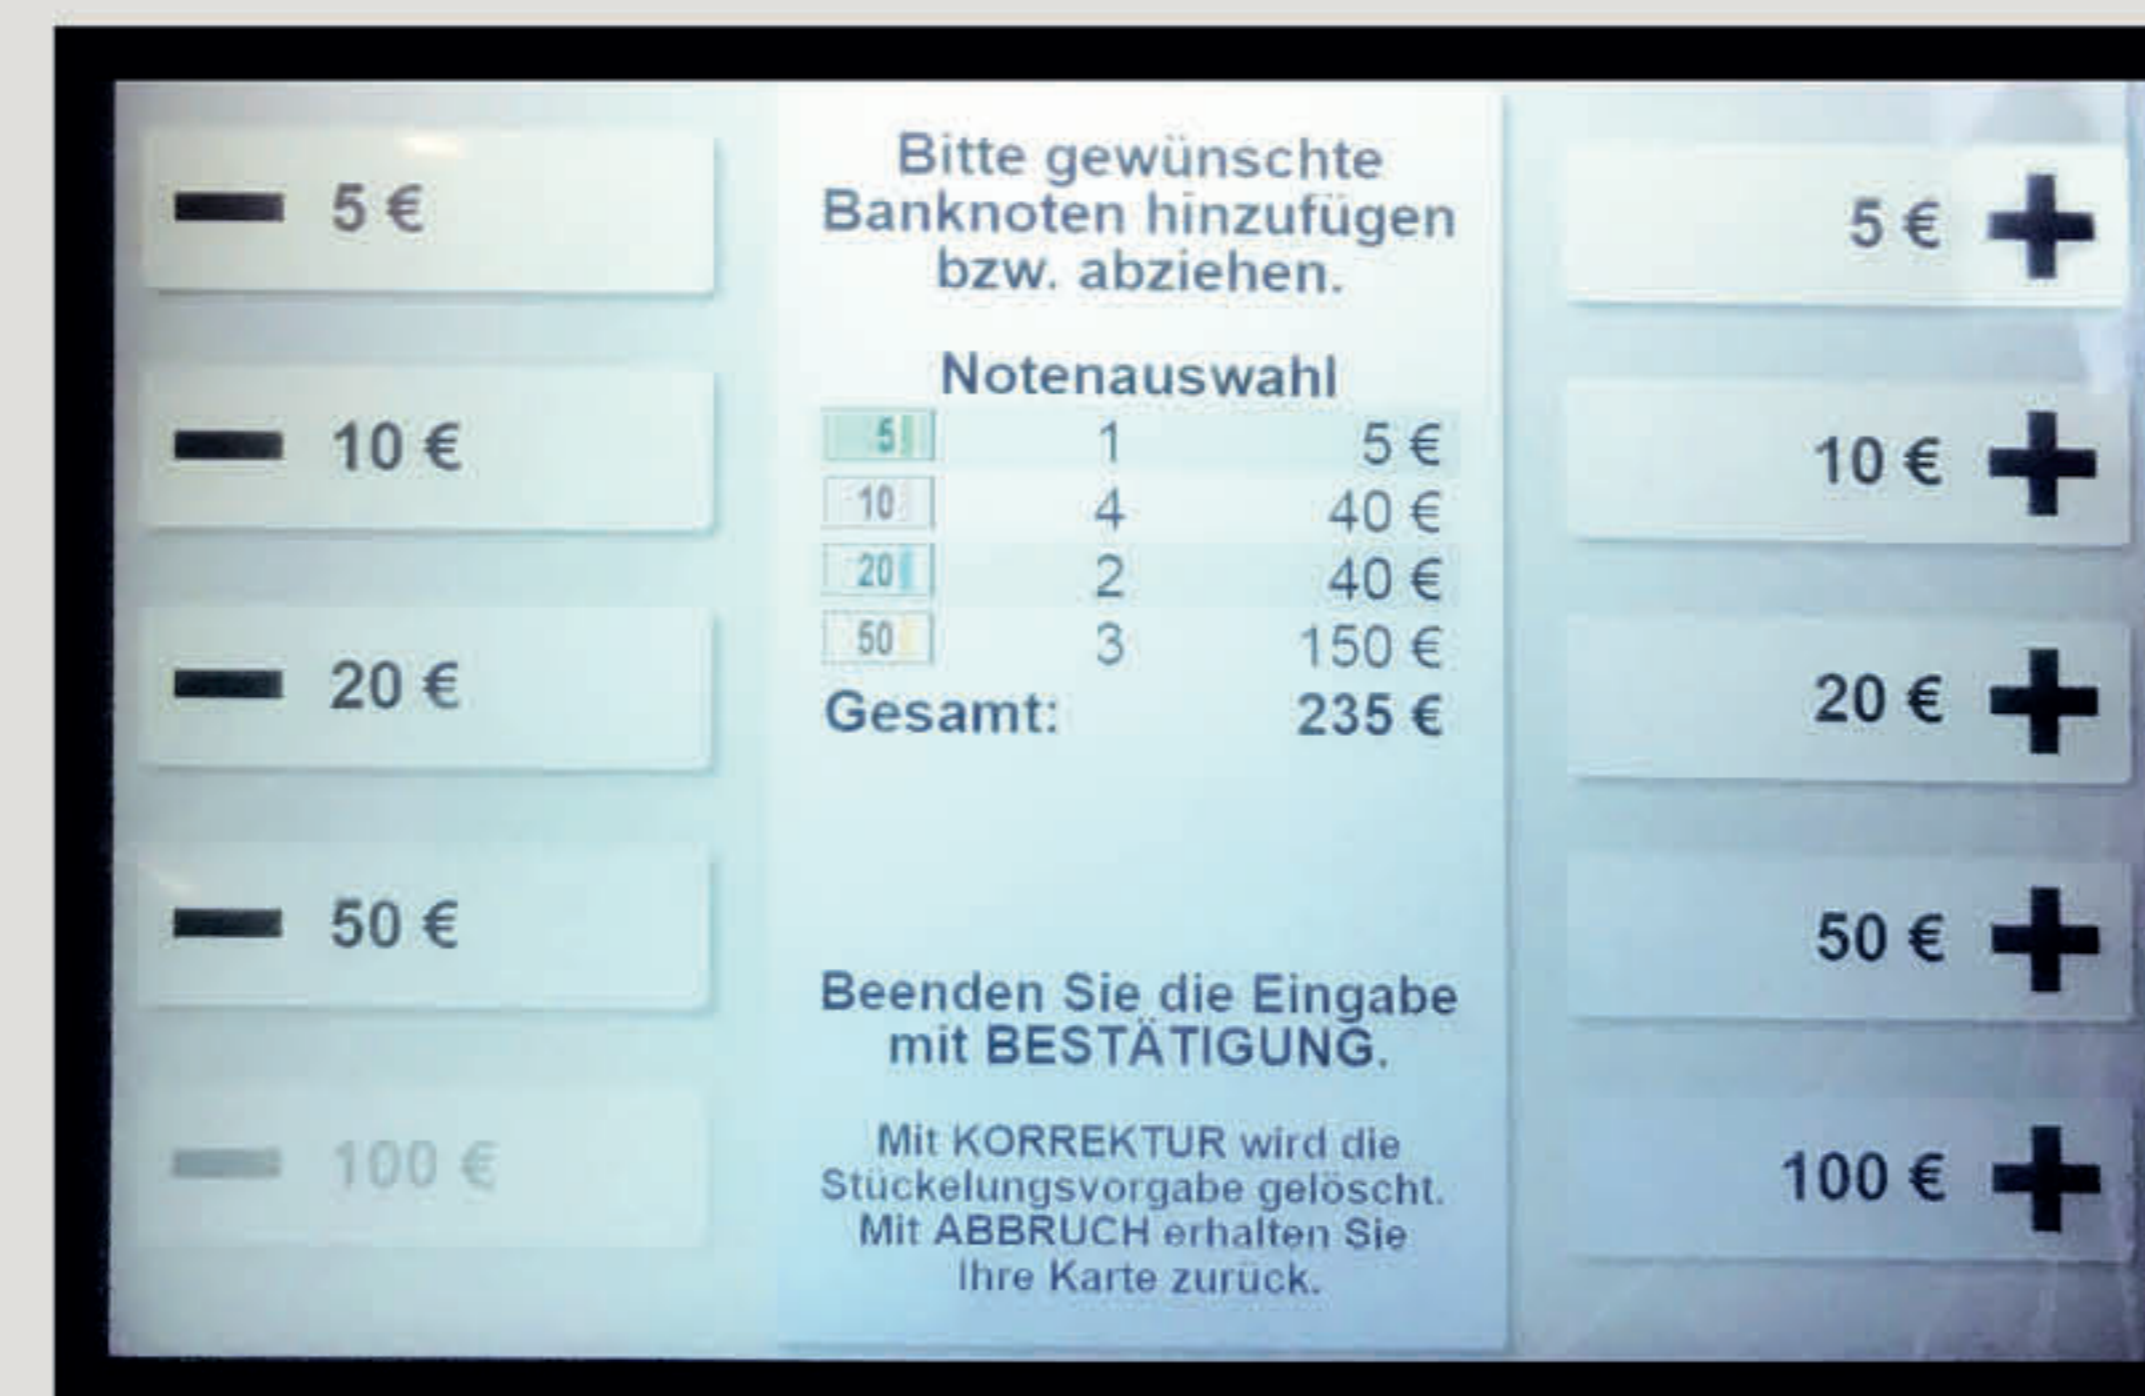 − 5 €
− 10 €
− 20 €
− 50 €
− 100 €
Bitte gewünschte
Banknoten hinzufügen
bzw. abziehen.
Notenauswahl
5 1 5 €
10 4 40 €
20 2 40 €
50 3 150 €
Gesamt: 235 €
Beenden Sie die Eingabe
mit BESTÄTIGUNG.
Mit KORREKTUR wird die
Stückelungsvorgabe gelöscht.
Mit ABBRUCH erhalten Sie
Ihre Karte zurück.
5 € +
10 € +
20 € +
50 € +
100 € +